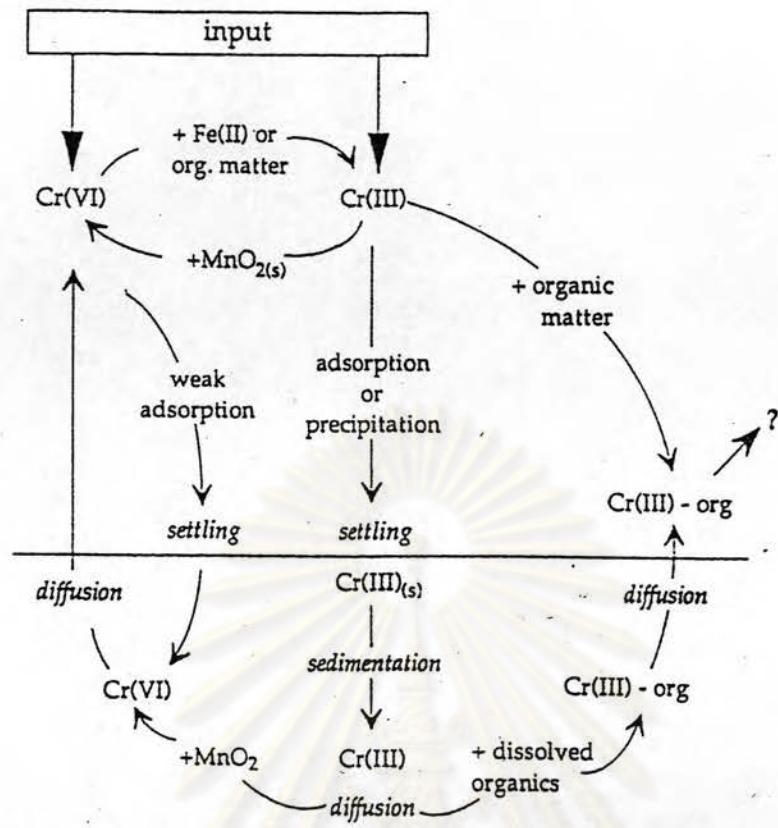 input
+ Fe(II) or
org. matter
Cr(VI)
Cr(III)
+MnO₂(s)
+ organic
matter
weak
adsorption
adsorption
or
precipitation
?
Cr(III) - org
settling
settling
diffusion
Cr(III)(s)
diffusion
sedimentation
Cr(VI)
Cr(III) - org
+MnO₂
Cr(III)
+ dissolved
organics
diffusion